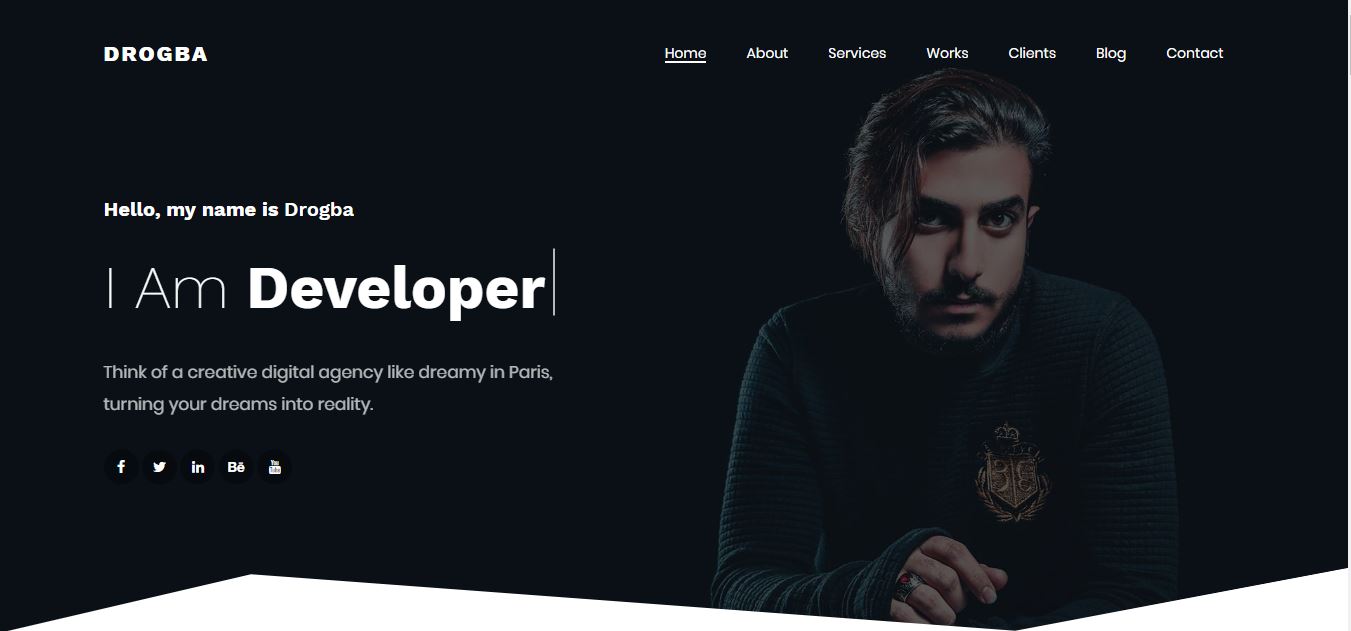 DROGBA
Home About Services Works Clients Blog Contact
Hello, my name is Drogba
I Am Developer
Think of a creative digital agency like dreamy in Paris,
turning your dreams into reality.
f in Bē You Tube